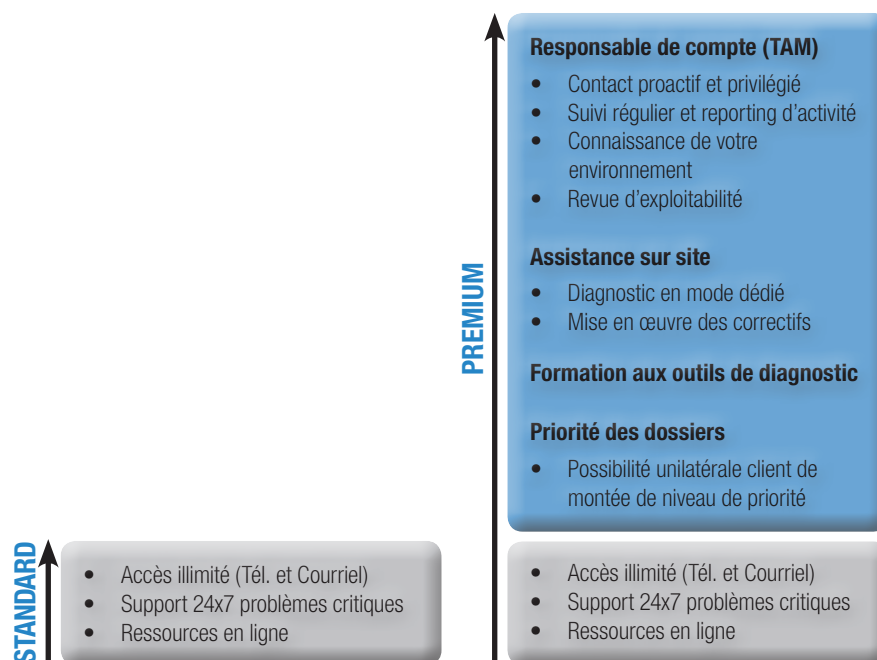 STANDARD
• Accès illimité (Tél. et Courriel)
• Support 24x7 problèmes critiques
• Ressources en ligne
PREMIUM
Responsable de compte (TAM)
• Contact proactif et privilégié
• Suivi régulier et reporting d’activité
• Connaissance de votre
environnement
• Revue d’exploitabilité
Assistance sur site
• Diagnostic en mode dédié
• Mise en œuvre des correctifs
Formation aux outils de diagnostic
Priorité des dossiers
• Possibilité unilatérale client de
montée de niveau de priorité
• Accès illimité (Tél. et Courriel)
• Support 24x7 problèmes critiques
• Ressources en ligne